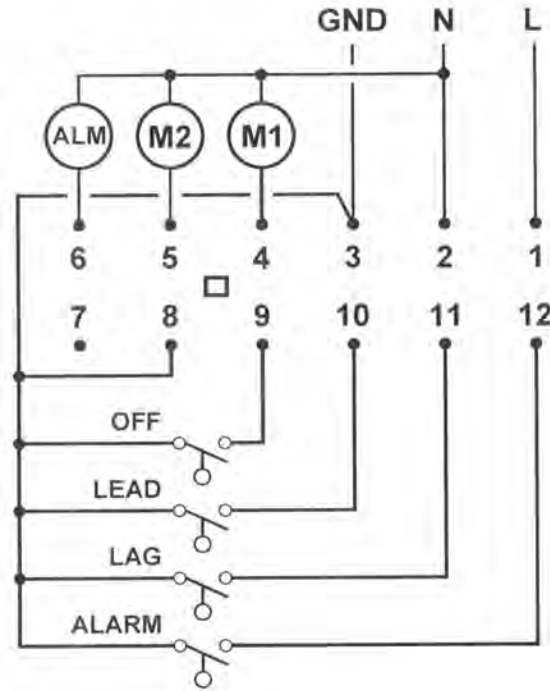 GND N L
ALM M2 M1
6 5 4 3 2 1
7 8 9 10 11 12
OFF
LEAD
LAG
ALARM